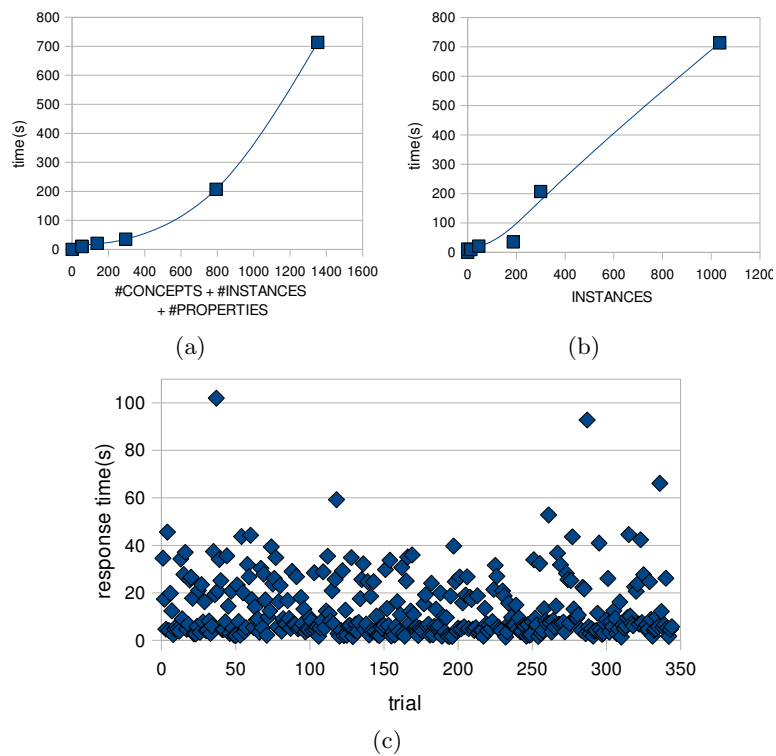 800
700
600
500
400
300
200
100
0
time(s)
0 200 400 600 800 1000 1200 1400 1600
#CONCEPTS + #INSTANCES
+ #PROPERTIES
(a)
800
700
600
500
400
300
200
100
0
time(s)
0 200 400 600 800 1000 1200
INSTANCES
(b)
100
80
60
40
20
0
response time(s)
0 50 100 150 200 250 300 350
trial
(c)